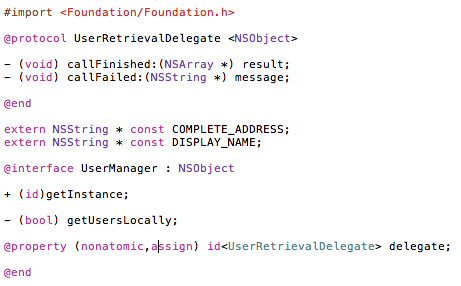 #import <Foundation/Foundation.h>
@protocol UserRetrievalDelegate <NSObject>
- (void) callFinished:(NSArray *) result;
- (void) callFailed:(NSString *) message;
@end
extern NSString * const COMPLETE_ADDRESS;
extern NSString * const DISPLAY_NAME;
@interface UserManager : NSObject
+ (id)getInstance;
- (bool) getUsersLocally;
@property (nonatomic,assign) id<UserRetrievalDelegate> delegate;
@end